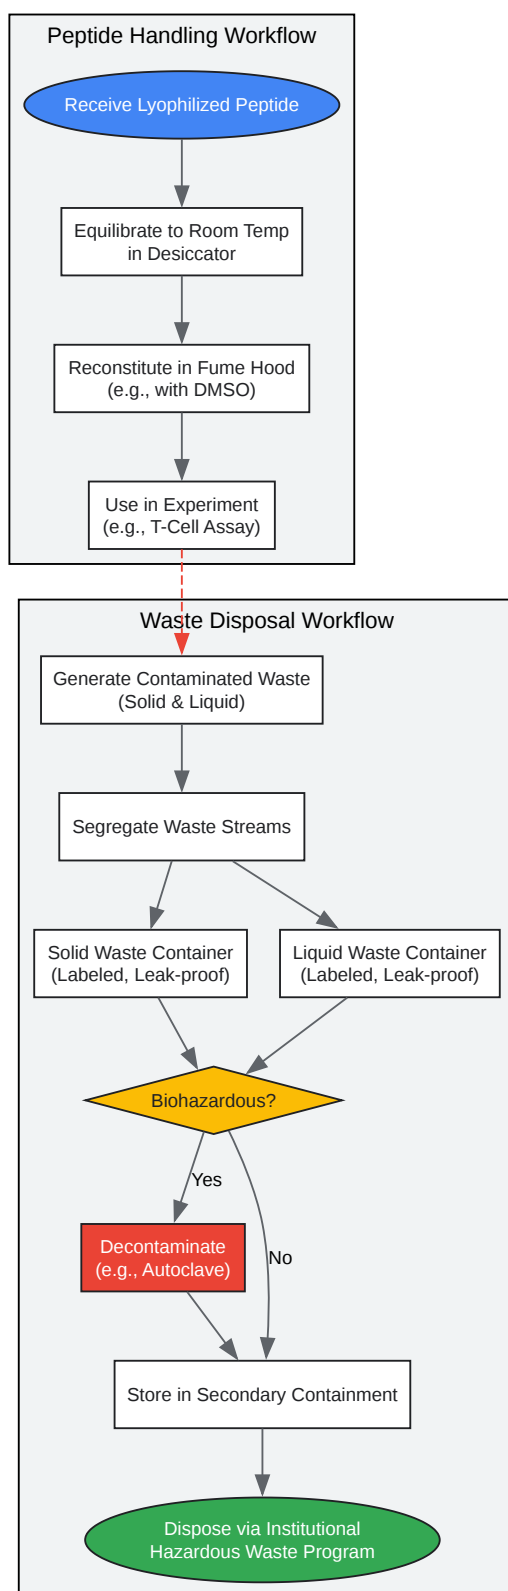 Peptide Handling Workflow
Receive Lyophilized Peptide
Equilibrate to Room Temp
in Desiccator
Reconstitute in Fume Hood
(e.g., with DMSO)
Use in Experiment
(e.g., T-Cell Assay)
Waste Disposal Workflow
Generate Contaminated Waste
(Solid & Liquid)
Segregate Waste Streams
Solid Waste Container
(Labeled, Leak-proof)
Liquid Waste Container
(Labeled, Leak-proof)
Biohazardous?
Yes
Decontaminate
(e.g., Autoclave)
No
Store in Secondary Containment
Dispose via Institutional
Hazardous Waste Program